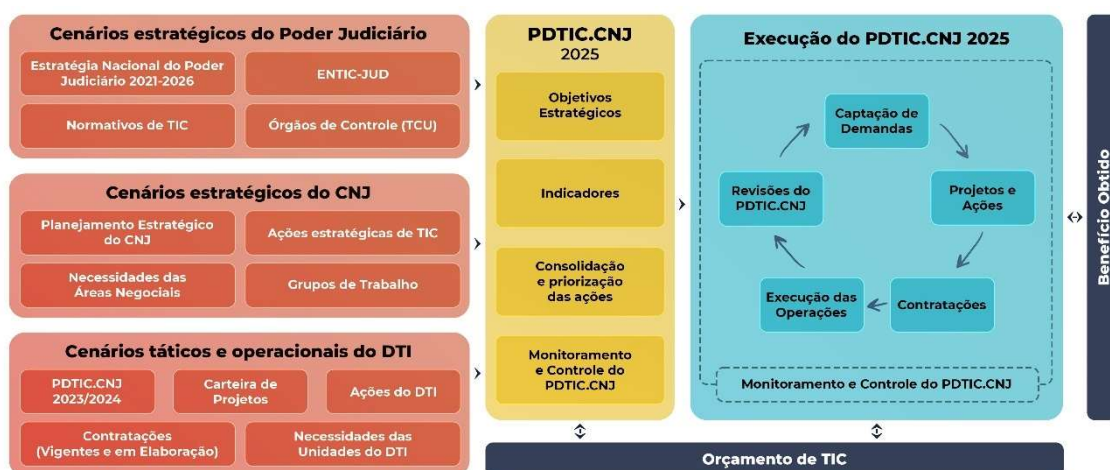 Cenários estratégicos do Poder Judiciário
Estratégia Nacional do Poder
Judiciário 2021-2026
ENTIC-JUD
Normativos de TIC
Órgãos de Controle (TCU)
Cenários estratégicos do CNJ
Planejamento Estratégico
do CNJ
Ações estratégicas de TIC
Necessidades das
Áreas Negociais
Grupos de Trabalho
Cenários táticos e operacionais do DTI
PDTIC.CNJ
2023/2024
Carteira de
Projetos
Ações do DTI
Contratações
(Vigentes e em Elaboração)
Necessidades das
Unidades do DTI
PDTIC.CNJ
2025
Objetivos
Estratégicos
Indicadores
Consolidação
e priorização
das ações
Monitoramento
e Controle do
PDTIC.CNJ
Execução do PDTIC.CNJ 2025
Captação de
Demandas
Projetos e
Ações
Contratações
Execução das
Operações
Revisões do
PDTIC.CNJ
Monitoramento e Controle do PDTIC.CNJ
Benefício Obtido
Orçamento de TIC